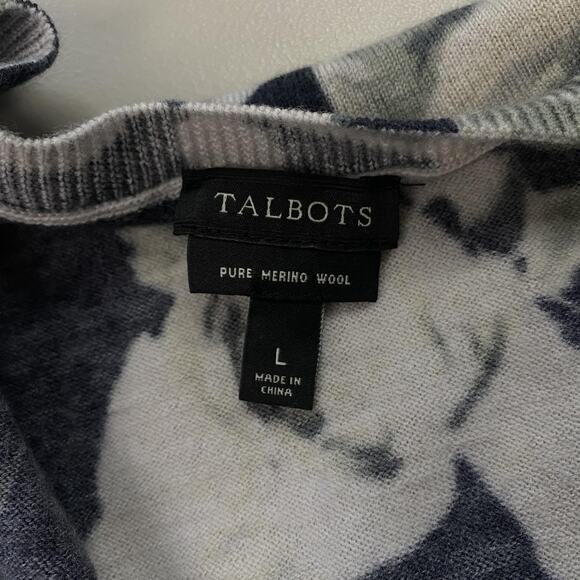 TALBOTS
PURE MERINO WOOL
L
MADE IN
CHINA